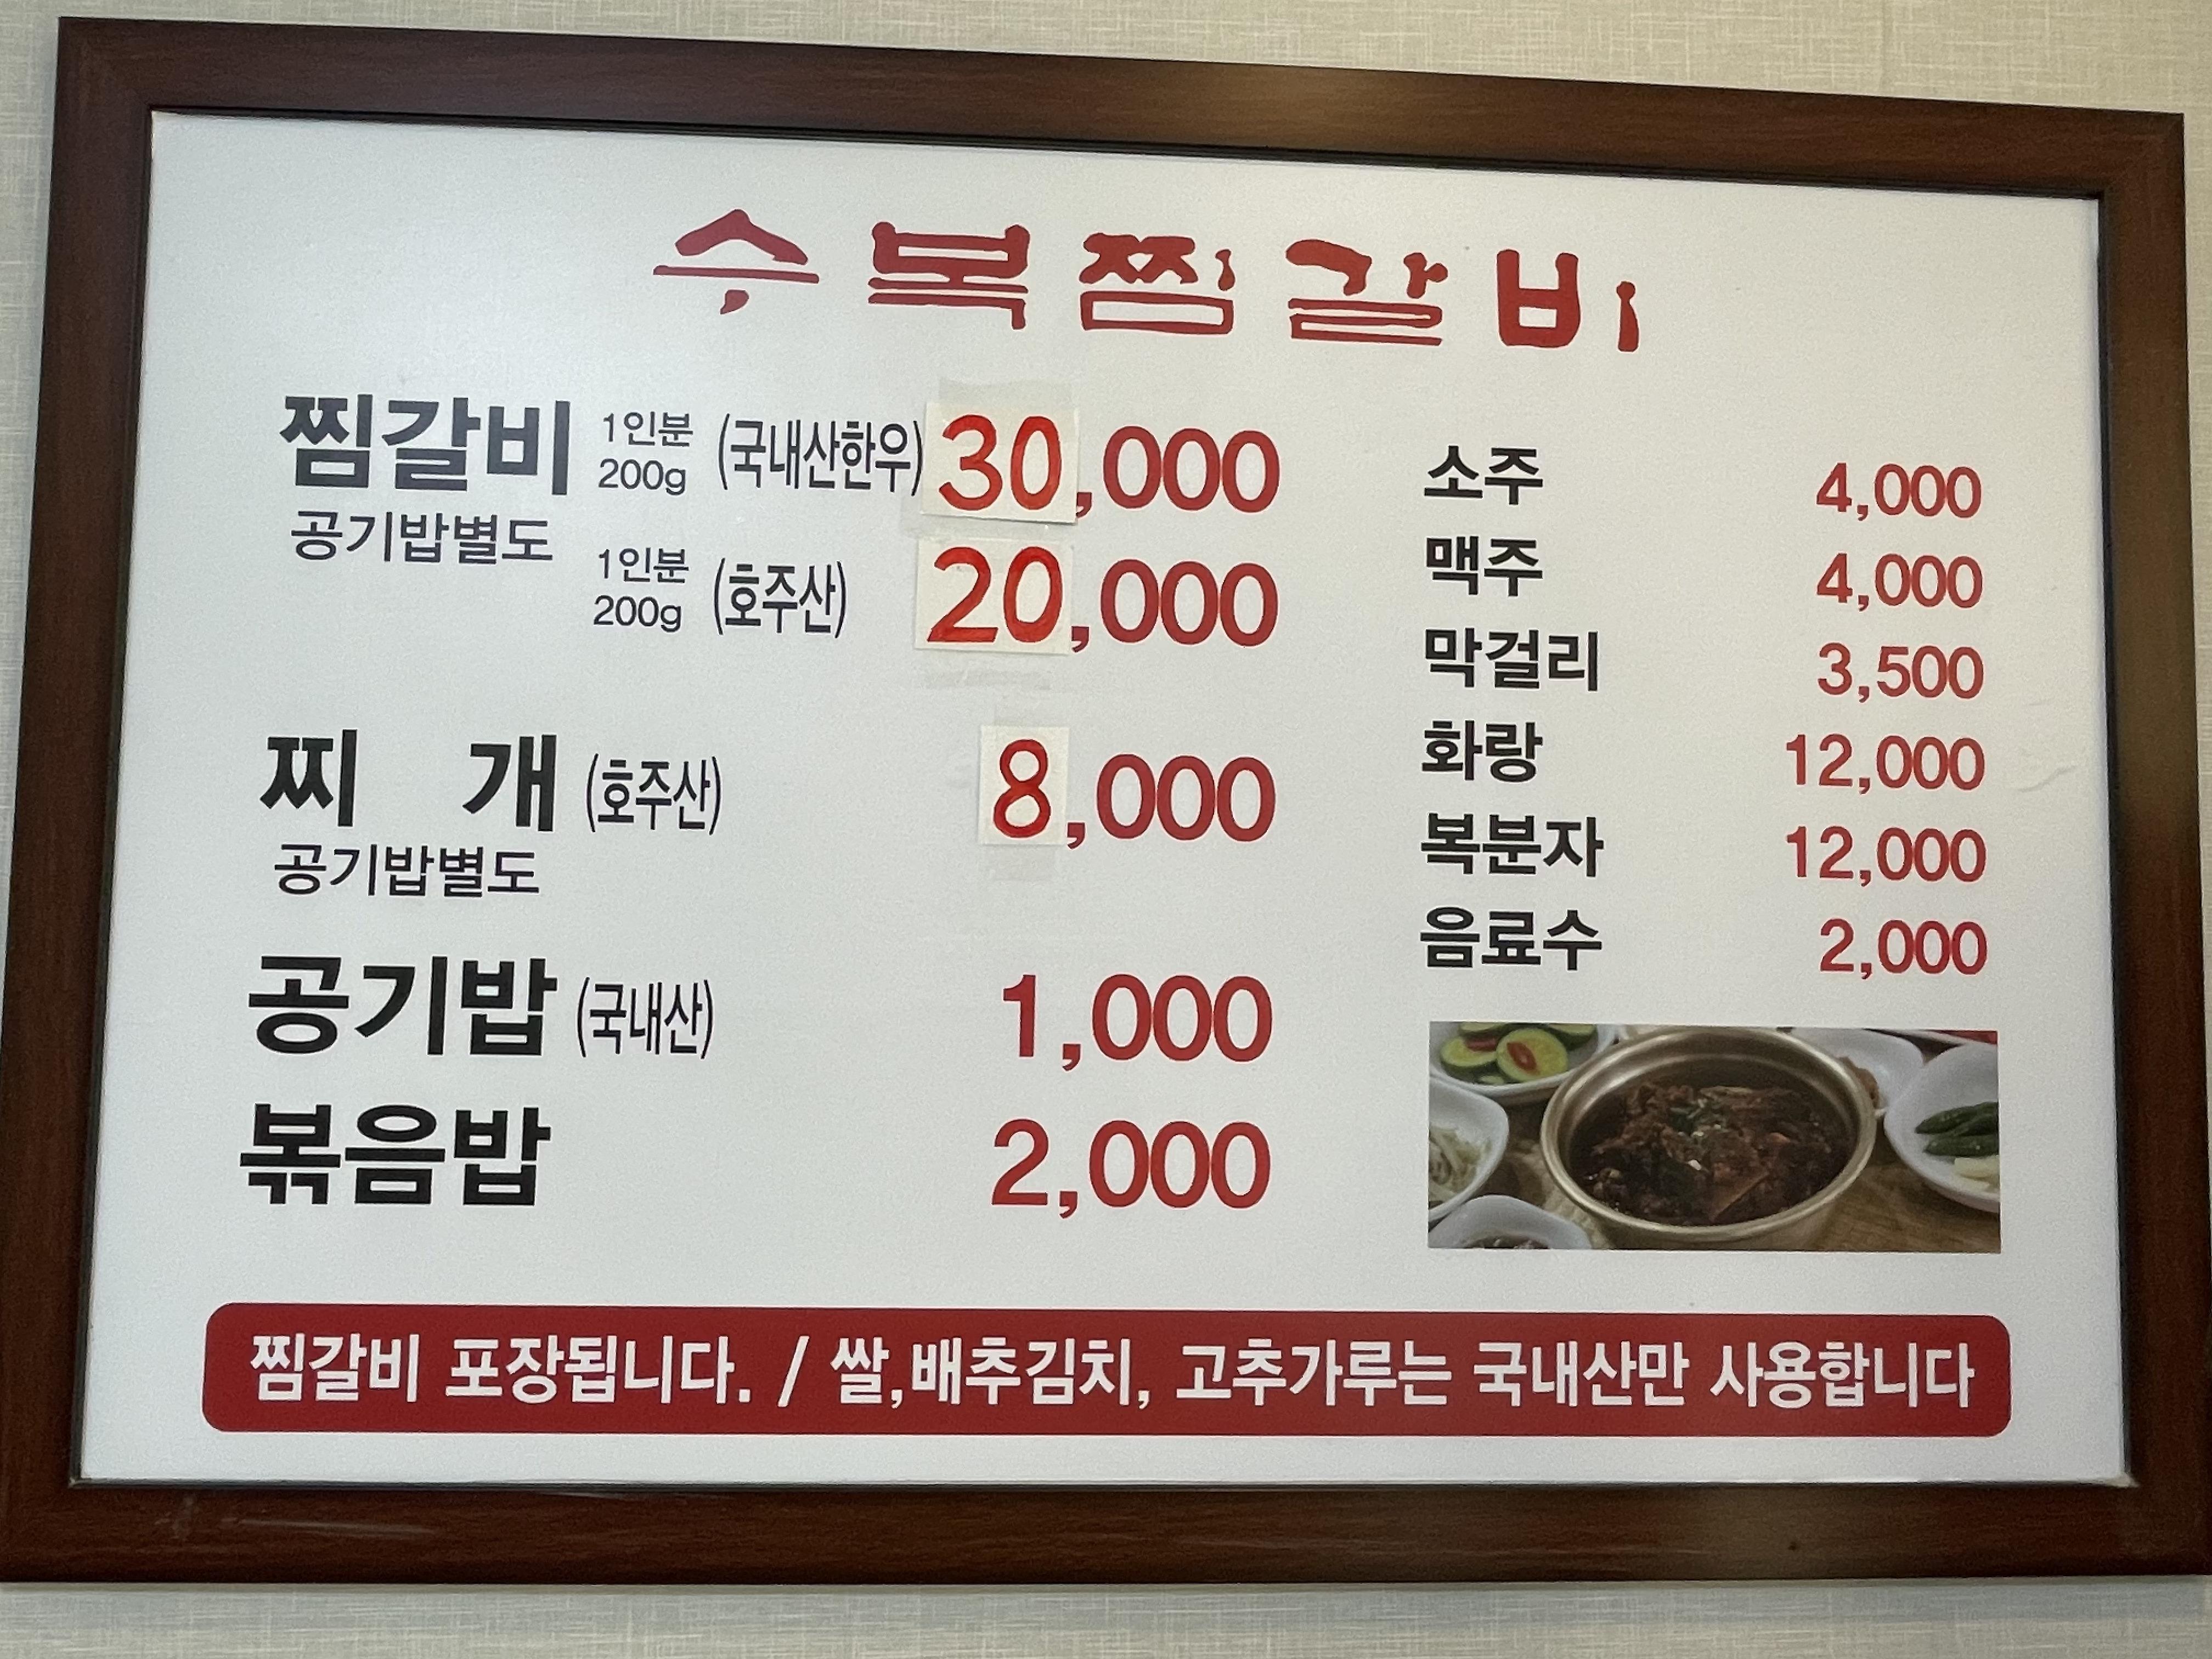 수복찜갈비
찜갈비 1인분 200g (국내산한우) 30,000
공기밥별도
1인분 200g (호주산) 20,000
찌 개 (호주산) 8,000
공기밥별도
공기밥 (국내산) 1,000
볶음밥 2,000
소주 4,000
맥주 4,000
막걸리 3,500
화랑 12,000
복분자 12,000
음료수 2,000
찜갈비 포장됩니다. / 쌀,배추김치, 고추가루는 국내산만 사용합니다